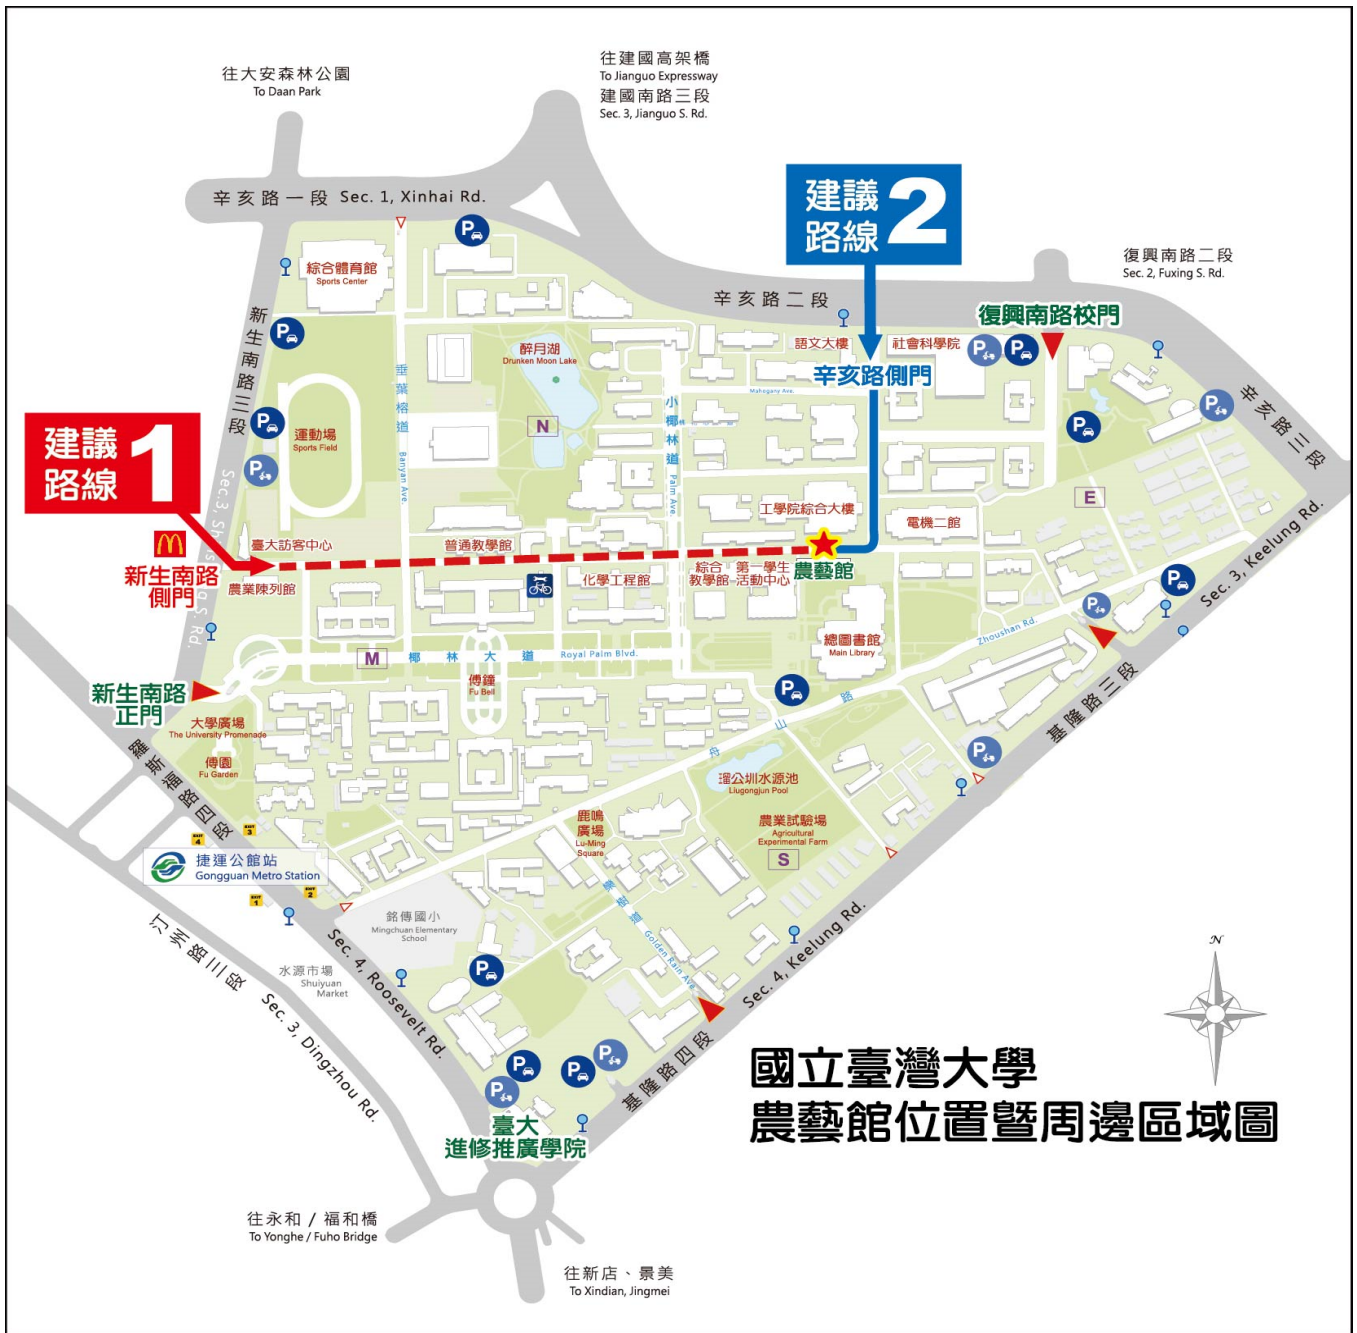 往建國高架橋
To Jianguo Expressway
建國南路三段
Sec. 3, Jianguo S. Rd.
往大安森林公園
To Daan Park
辛亥路一段 Sec. 1, Xinhai Rd.
建議
路線
2
復興南路二段
Sec. 2, Fuxing S. Rd.
綜合體育館
Sports Center
辛亥路二段
復興南路校門
新生南路三段
醉月湖
Drunken Moon Lake
語文大樓
社會科學院
辛亥路側門
Mahogany Ave.
垂葉榕道
Banyan Ave.
小椰林道
Palm Ave.
辛亥路三段
建議
路線
1
運動場
Sports Field
N
E
工學院綜合大樓
電機二館
臺大訪客中心
普通教學館
新生南路
側門
農業陳列館
化學工程館
綜合
教學館
第一學生
活動中心
農藝館
Sec. 3, Keelung Rd.
總圖書館
Main Library
Zhoushan Rd.
M
椰林大道 Royal Palm Blvd.
傅鐘
Fu Bell
新生南路
正門
舟山路
基隆路三段
大學廣場
The University Promenade
傅園
Fu Garden
羅斯福路四段
瑠公圳水源池
Liugongjun Pool
鹿鳴
廣場
Lu-Ming
Square
農業試驗場
Agricultural
Experimental Farm
S
EXIT
4
EXIT
3
捷運公館站
Gongguan Metro Station
EXIT
1
EXIT
2
銘傳國小
Mingchuan Elementary
School
Golden Rain Ave.
Sec. 4, Keelung Rd.
汀州路三段
Sec. 3, Dingzhou Rd.
水源市場
Shuiyuan
Market
Sec. 4, Roosevelt Rd.
N
基隆路四段
國立臺灣大學
農藝館位置暨周邊區域圖
臺大
進修推廣學院
往永和 / 福和橋
To Yonghe / Fuho Bridge
往新店、景美
To Xindian, Jingmei